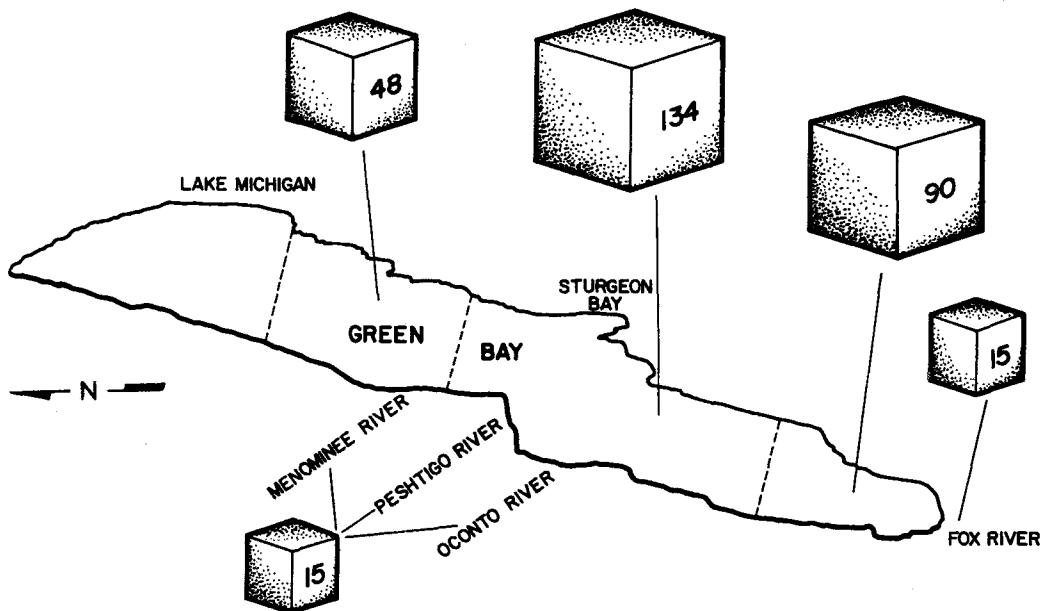 48
134
90
LAKE MICHIGAN
STURGEON
BAY
GREEN
BAY
15
N
MENOMINEE RIVER
PESHTIGO RIVER
OCONTO RIVER
FOX RIVER
15